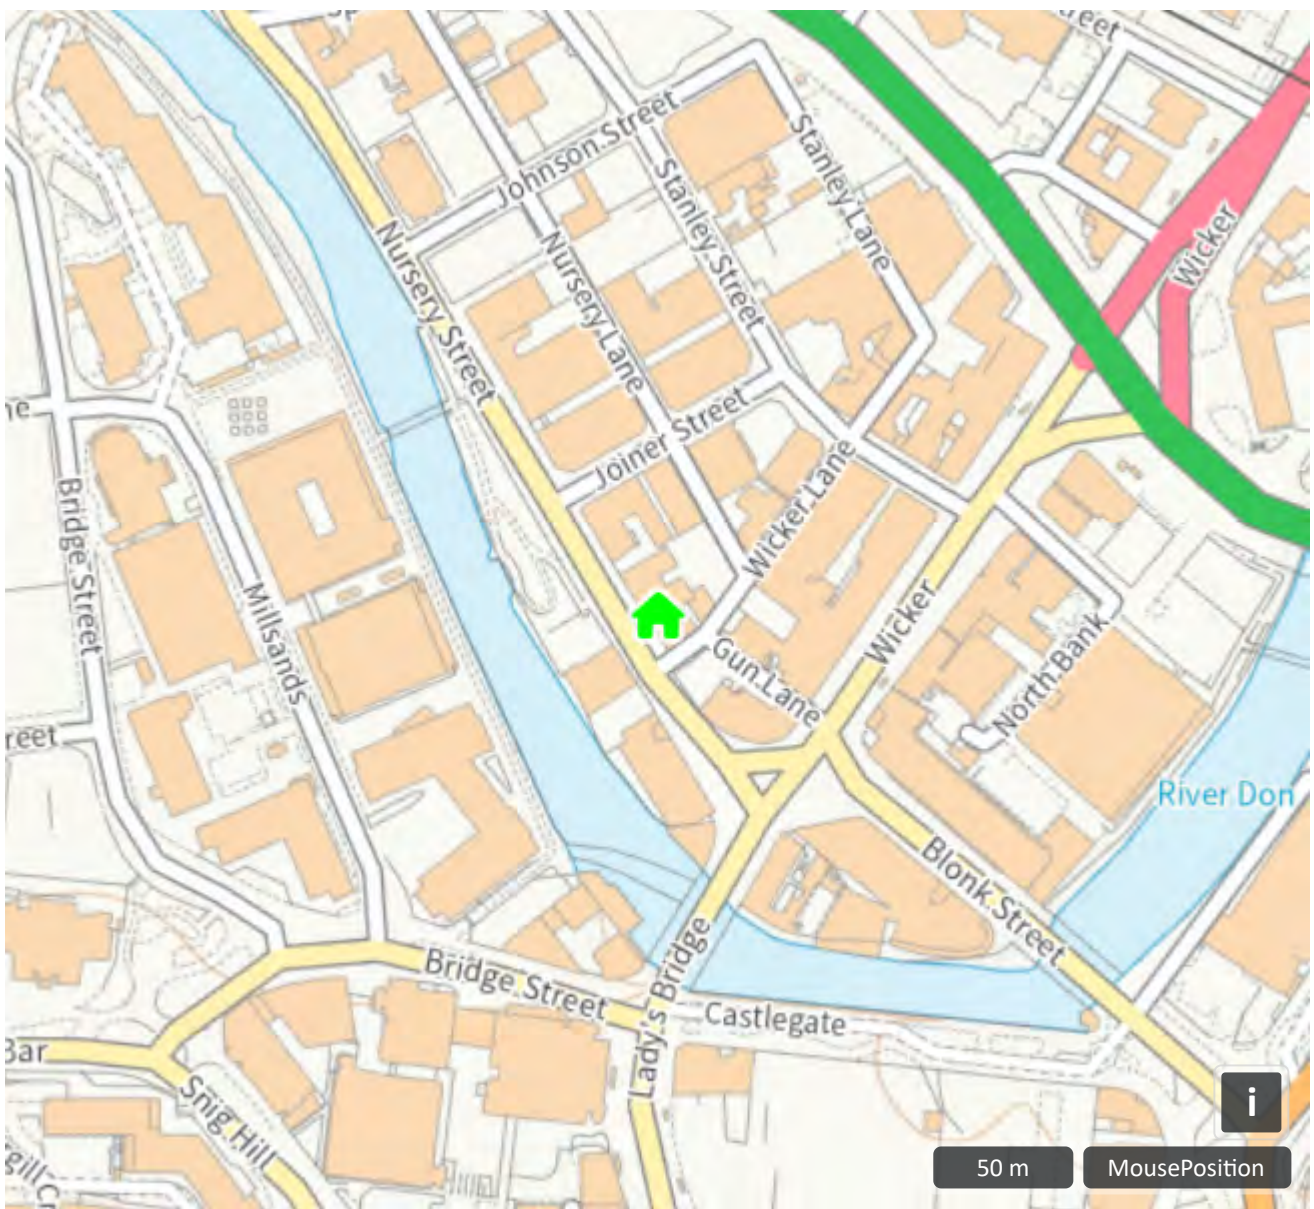 Johnson Street
Stanley Lane
Stanley Street
Wicker
Nursery Street
Nursery Lane
Joiner Street
Wicker Lane
Bridge Street
Millsands
Wicker
Gun Lane
North Bank
River Don
Blonk Street
Bridge Street
Lady's Bridge
Castlegate
Snig Hill
i
50 m
MousePosition